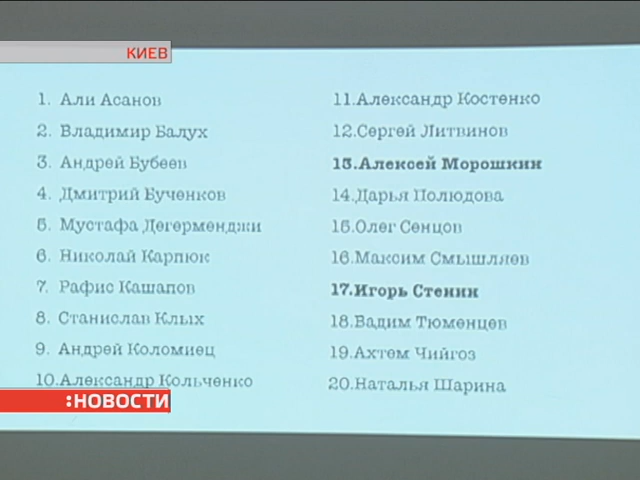 КИЕВ
1. Али Асанов
2. Владимир Балух
3. Андрей Бубеев
4. Дмитрий Бученков
5. Мустафа Дегерменджи
6. Николай Карпюк
7. Рафис Кашапов
8. Станислав Клых
9. Андрей Коломиец
10.Александр Кольченко
11.Александр Костенко
12.Сергей Литвинов
13.Алексей Морошкин
14.Дарья Полюдова
15.Олег Сенцов
16.Максим Смышляев
17.Игорь Стенин
18.Вадим Тюменцев
19.Ахтем Чийгоз
20.Наталья Шарина
:НОВОСТИ